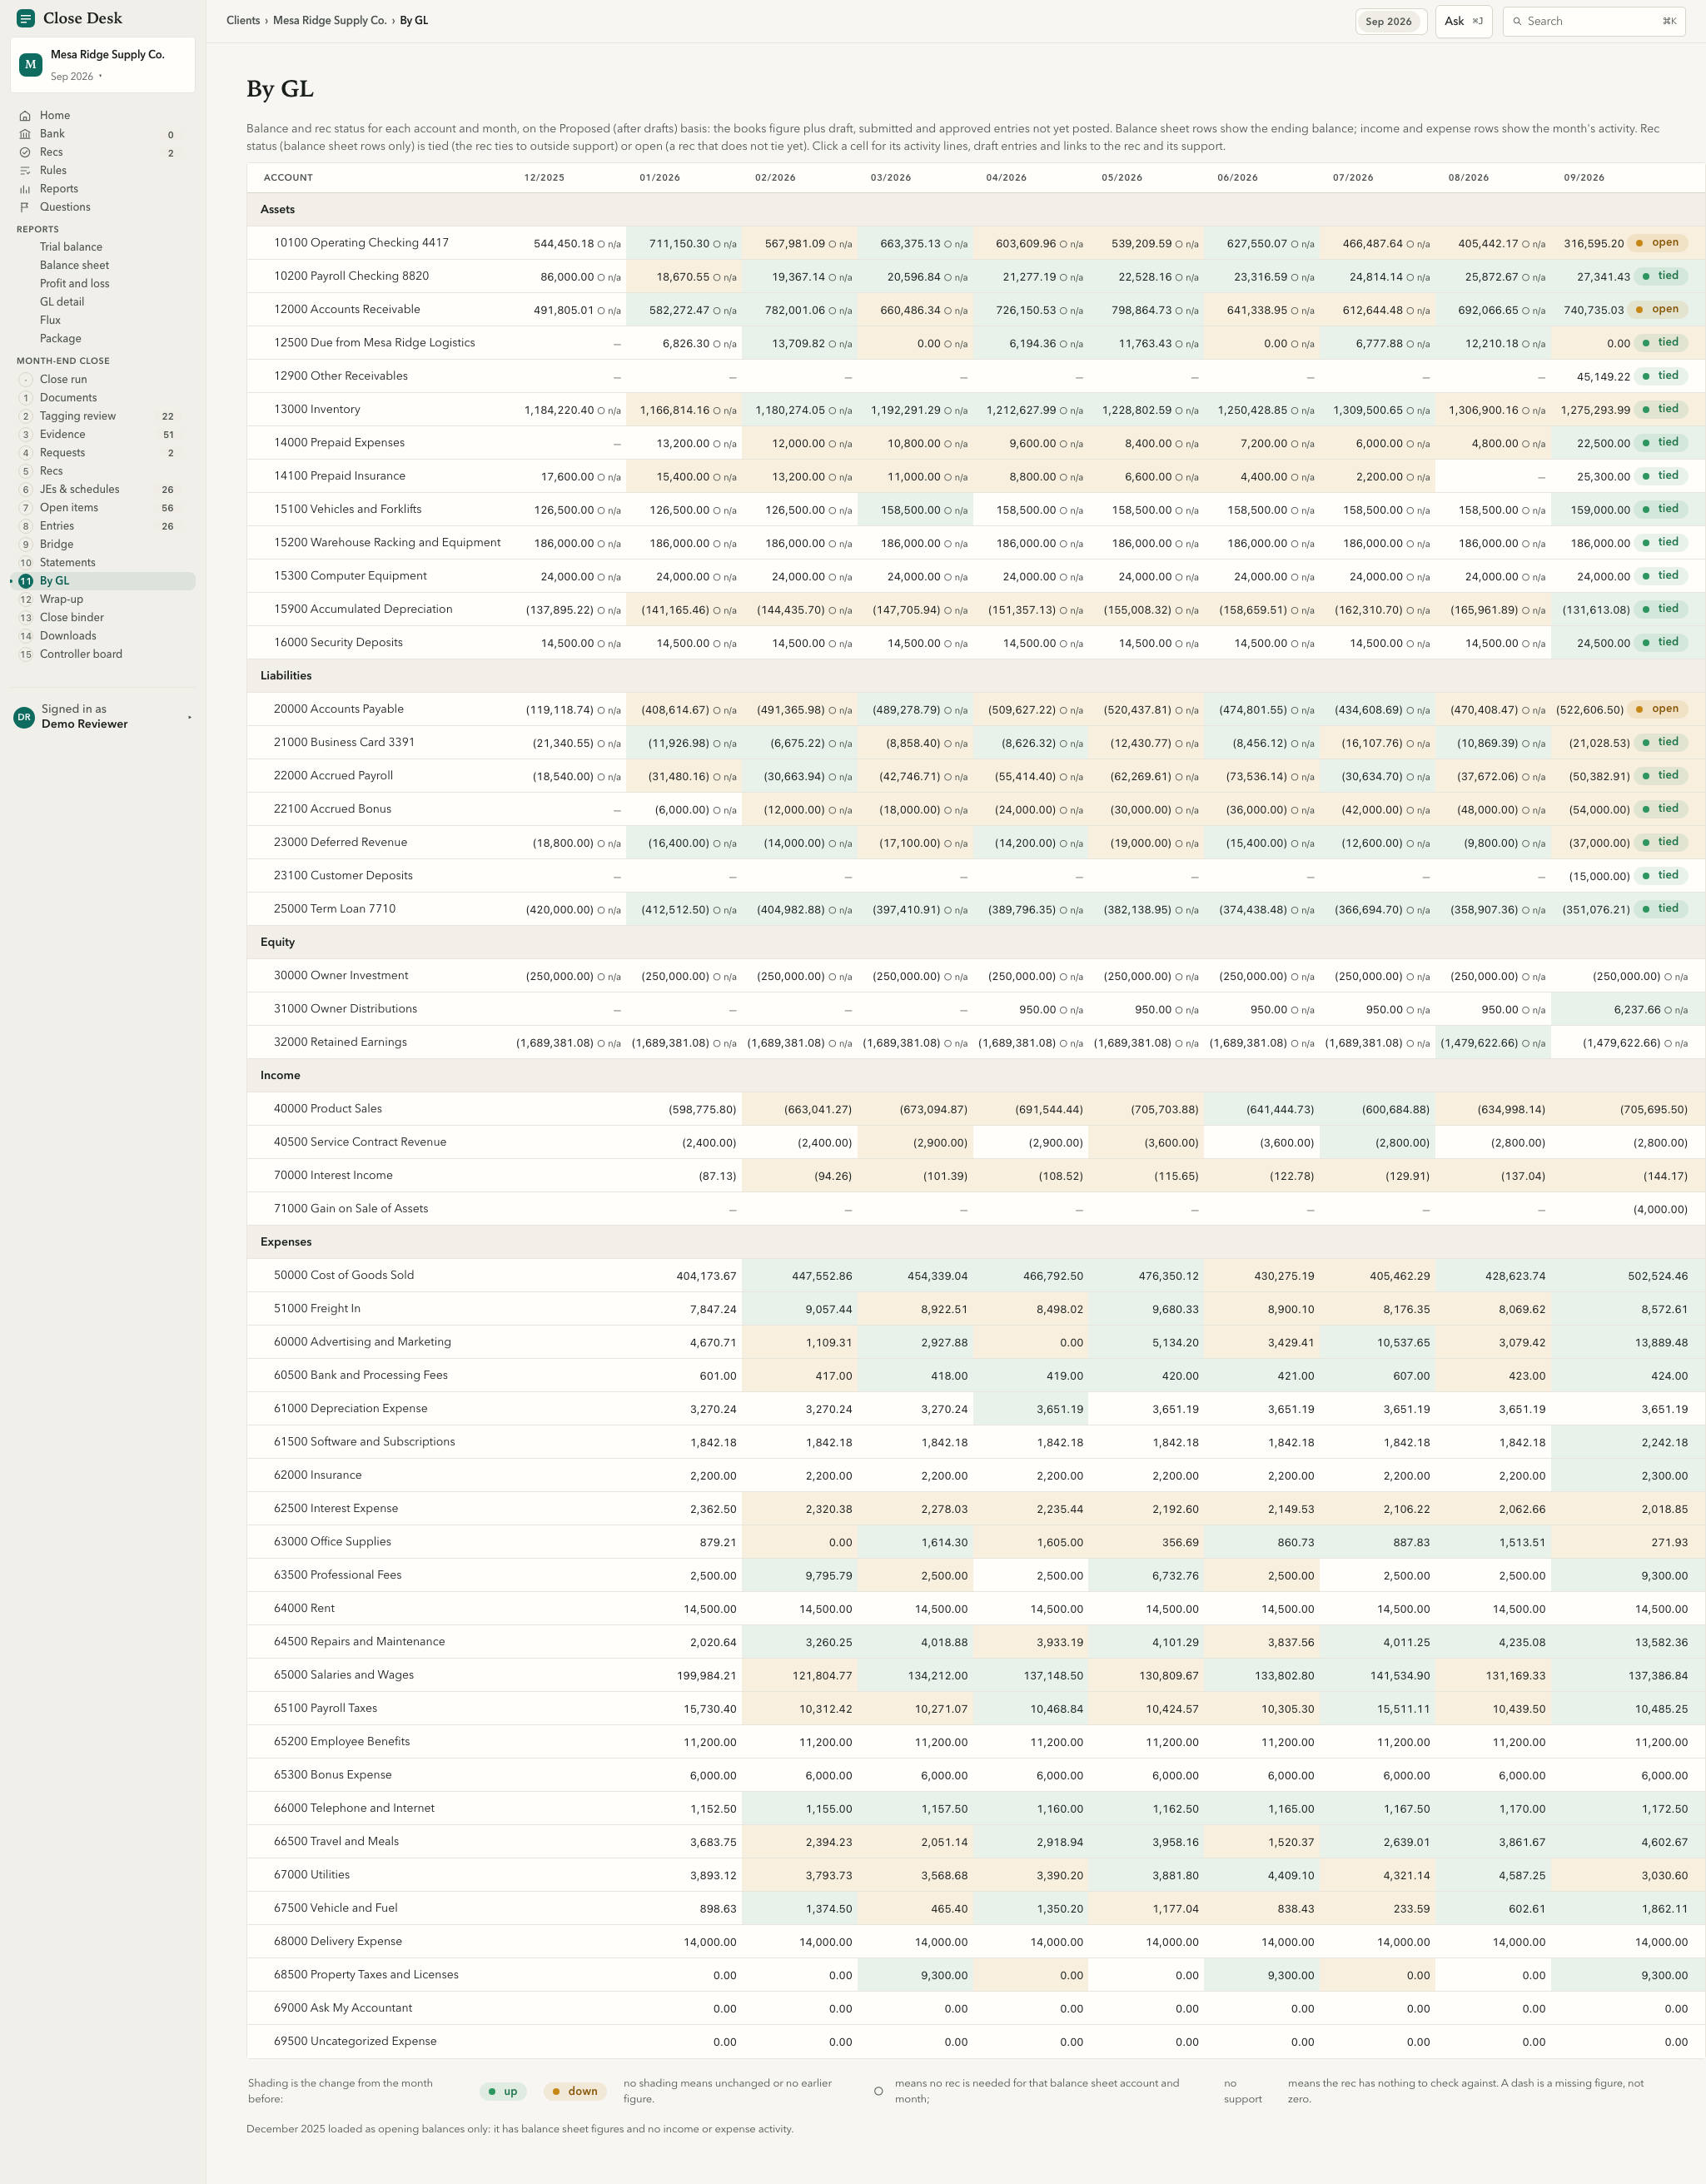 Close Desk
Clients › Mesa Ridge Supply Co. › By GL
Sep 2026
Ask ⌘J
Search ⌘K
M
Mesa Ridge Supply Co.
Sep 2026
Home
Bank 0
Recs 2
Rules
Reports
Questions
REPORTS
Trial balance
Balance sheet
Profit and loss
GL detail
Flux
Package
MONTH-END CLOSE
Close run
1 Documents
2 Tagging review 22
3 Evidence 51
4 Requests 2
5 Recs
6 JEs & schedules 26
7 Open items 56
8 Entries 26
9 Bridge
10 Statements
11 By GL
12 Wrap-up
13 Close binder
14 Downloads
15 Controller board
DR
Signed in as
Demo Reviewer
By GL
Balance and rec status for each account and month, on the Proposed (after drafts) basis: the books figure plus draft, submitted and approved entries not yet posted. Balance sheet rows show the ending balance; income and expense rows show the month's activity. Rec
status (balance sheet rows only) is tied (the rec ties to outside support) or open (a rec that does not tie yet). Click a cell for its activity lines, draft entries and links to the rec and its support.
ACCOUNT 12/2025 01/2026 02/2026 03/2026 04/2026 05/2026 06/2026 07/2026 08/2026 09/2026
Assets
10100 Operating Checking 4417 544,450.18 n/a 711,150.30 n/a 567,981.09 n/a 663,375.13 n/a 603,609.96 n/a 539,209.59 n/a 627,550.07 n/a 466,487.64 n/a 405,442.17 n/a 316,595.20 open
10200 Payroll Checking 8820 86,000.00 n/a 18,670.55 n/a 19,367.14 n/a 20,596.84 n/a 21,277.19 n/a 22,528.16 n/a 23,316.59 n/a 24,814.14 n/a 25,872.67 n/a 27,341.43 tied
12000 Accounts Receivable 491,805.01 n/a 582,272.47 n/a 782,001.06 n/a 660,486.34 n/a 726,150.53 n/a 798,864.73 n/a 641,338.95 n/a 612,644.48 n/a 692,066.65 n/a 740,735.03 open
12500 Due from Mesa Ridge Logistics — 6,826.30 n/a 13,709.82 n/a 0.00 n/a 6,194.36 n/a 11,763.43 n/a 0.00 n/a 6,777.88 n/a 12,210.18 n/a 0.00 tied
12900 Other Receivables — — — — — — — — — 45,149.22 tied
13000 Inventory 1,184,220.40 n/a 1,166,814.16 n/a 1,180,274.05 n/a 1,192,291.29 n/a 1,212,627.99 n/a 1,228,802.59 n/a 1,250,428.85 n/a 1,309,500.65 n/a 1,306,900.16 n/a 1,275,293.99 tied
14000 Prepaid Expenses — 13,200.00 n/a 12,000.00 n/a 10,800.00 n/a 9,600.00 n/a 8,400.00 n/a 7,200.00 n/a 6,000.00 n/a 4,800.00 n/a 22,500.00 tied
14100 Prepaid Insurance 17,600.00 n/a 15,400.00 n/a 13,200.00 n/a 11,000.00 n/a 8,800.00 n/a 6,600.00 n/a 4,400.00 n/a 2,200.00 n/a — 25,300.00 tied
15100 Vehicles and Forklifts 126,500.00 n/a 126,500.00 n/a 126,500.00 n/a 158,500.00 n/a 158,500.00 n/a 158,500.00 n/a 158,500.00 n/a 158,500.00 n/a 158,500.00 n/a 159,000.00 tied
15200 Warehouse Racking and Equipment 186,000.00 n/a 186,000.00 n/a 186,000.00 n/a 186,000.00 n/a 186,000.00 n/a 186,000.00 n/a 186,000.00 n/a 186,000.00 n/a 186,000.00 n/a 186,000.00 tied
15300 Computer Equipment 24,000.00 n/a 24,000.00 n/a 24,000.00 n/a 24,000.00 n/a 24,000.00 n/a 24,000.00 n/a 24,000.00 n/a 24,000.00 n/a 24,000.00 n/a 24,000.00 tied
15900 Accumulated Depreciation (137,895.22) n/a (141,165.46) n/a (144,435.70) n/a (147,705.94) n/a (151,357.13) n/a (155,008.32) n/a (158,659.51) n/a (162,310.70) n/a (165,961.89) n/a (131,613.08) tied
16000 Security Deposits 14,500.00 n/a 14,500.00 n/a 14,500.00 n/a 14,500.00 n/a 14,500.00 n/a 14,500.00 n/a 14,500.00 n/a 14,500.00 n/a 14,500.00 n/a 24,500.00 tied
Liabilities
20000 Accounts Payable (119,118.74) n/a (408,614.67) n/a (491,365.98) n/a (489,278.79) n/a (509,627.22) n/a (520,437.81) n/a (474,801.55) n/a (434,608.69) n/a (470,408.47) n/a (522,606.50) open
21000 Business Card 3391 (21,340.55) n/a (11,926.98) n/a (6,675.22) n/a (8,858.40) n/a (8,626.32) n/a (12,430.77) n/a (8,456.12) n/a (16,107.76) n/a (10,869.39) n/a (21,028.53) tied
22000 Accrued Payroll (18,540.00) n/a (31,480.16) n/a (30,663.94) n/a (42,746.71) n/a (55,414.40) n/a (62,269.61) n/a (73,536.14) n/a (30,634.70) n/a (37,672.06) n/a (50,382.91) tied
22100 Accrued Bonus — (6,000.00) n/a (12,000.00) n/a (18,000.00) n/a (24,000.00) n/a (30,000.00) n/a (36,000.00) n/a (42,000.00) n/a (48,000.00) n/a (54,000.00) tied
23000 Deferred Revenue (18,800.00) n/a (16,400.00) n/a (14,000.00) n/a (17,100.00) n/a (14,200.00) n/a (19,000.00) n/a (15,400.00) n/a (12,600.00) n/a (9,800.00) n/a (37,000.00) tied
23100 Customer Deposits — — — — — — — — — (15,000.00) tied
25000 Term Loan 7710 (420,000.00) n/a (412,512.50) n/a (404,982.88) n/a (397,410.91) n/a (389,796.35) n/a (382,138.95) n/a (374,438.48) n/a (366,694.70) n/a (358,907.36) n/a (351,076.21) tied
Equity
30000 Owner Investment (250,000.00) n/a (250,000.00) n/a (250,000.00) n/a (250,000.00) n/a (250,000.00) n/a (250,000.00) n/a (250,000.00) n/a (250,000.00) n/a (250,000.00) n/a (250,000.00) n/a
31000 Owner Distributions — — — — 950.00 n/a 950.00 n/a 950.00 n/a 950.00 n/a 950.00 n/a 6,237.66 n/a
32000 Retained Earnings (1,689,381.08) n/a (1,689,381.08) n/a (1,689,381.08) n/a (1,689,381.08) n/a (1,689,381.08) n/a (1,689,381.08) n/a (1,689,381.08) n/a (1,689,381.08) n/a (1,479,622.66) n/a (1,479,622.66) n/a
Income
40000 Product Sales (598,775.80) (663,041.27) (673,094.87) (691,544.44) (705,703.88) (641,444.73) (600,684.88) (634,998.14) (705,695.50)
40500 Service Contract Revenue (2,400.00) (2,400.00) (2,900.00) (2,900.00) (3,600.00) (3,600.00) (2,800.00) (2,800.00) (2,800.00)
70000 Interest Income (87.13) (94.26) (101.39) (108.52) (115.65) (122.78) (129.91) (137.04) (144.17)
71000 Gain on Sale of Assets — — — — — — — — (4,000.00)
Expenses
50000 Cost of Goods Sold 404,173.67 447,552.86 454,339.04 466,792.50 476,350.12 430,275.19 405,462.29 428,623.74 502,524.46
51000 Freight In 7,847.24 9,057.44 8,922.51 8,498.02 9,680.33 8,900.10 8,176.35 8,069.62 8,572.61
60000 Advertising and Marketing 4,670.71 1,109.31 2,927.88 0.00 5,134.20 3,429.41 10,537.65 3,079.42 13,889.48
60500 Bank and Processing Fees 601.00 417.00 418.00 419.00 420.00 421.00 607.00 423.00 424.00
61000 Depreciation Expense 3,270.24 3,270.24 3,270.24 3,651.19 3,651.19 3,651.19 3,651.19 3,651.19 3,651.19
61500 Software and Subscriptions 1,842.18 1,842.18 1,842.18 1,842.18 1,842.18 1,842.18 1,842.18 1,842.18 2,242.18
62000 Insurance 2,200.00 2,200.00 2,200.00 2,200.00 2,200.00 2,200.00 2,200.00 2,200.00 2,300.00
62500 Interest Expense 2,362.50 2,320.38 2,278.03 2,235.44 2,192.60 2,149.53 2,106.22 2,062.66 2,018.85
63000 Office Supplies 879.21 0.00 1,614.30 1,605.00 356.69 860.73 887.83 1,513.51 271.93
63500 Professional Fees 2,500.00 9,795.79 2,500.00 2,500.00 6,732.76 2,500.00 2,500.00 2,500.00 9,300.00
64000 Rent 14,500.00 14,500.00 14,500.00 14,500.00 14,500.00 14,500.00 14,500.00 14,500.00 14,500.00
64500 Repairs and Maintenance 2,020.64 3,260.25 4,018.88 3,933.19 4,101.29 3,837.56 4,011.25 4,235.08 13,582.36
65000 Salaries and Wages 199,984.21 121,804.77 134,212.00 137,148.50 130,809.67 133,802.80 141,534.90 131,169.33 137,386.84
65100 Payroll Taxes 15,730.40 10,312.42 10,271.07 10,468.84 10,424.57 10,305.30 15,511.11 10,439.50 10,485.25
65200 Employee Benefits 11,200.00 11,200.00 11,200.00 11,200.00 11,200.00 11,200.00 11,200.00 11,200.00 11,200.00
65300 Bonus Expense 6,000.00 6,000.00 6,000.00 6,000.00 6,000.00 6,000.00 6,000.00 6,000.00 6,000.00
66000 Telephone and Internet 1,152.50 1,155.00 1,157.50 1,160.00 1,162.50 1,165.00 1,167.50 1,170.00 1,172.50
66500 Travel and Meals 3,683.75 2,394.23 2,051.14 2,918.94 3,958.16 1,520.37 2,639.01 3,861.67 4,602.67
67000 Utilities 3,893.12 3,793.73 3,568.68 3,390.20 3,881.80 4,409.10 4,321.14 4,587.25 3,030.60
67500 Vehicle and Fuel 898.63 1,374.50 465.40 1,350.20 1,177.04 838.43 233.59 602.61 1,862.11
68000 Delivery Expense 14,000.00 14,000.00 14,000.00 14,000.00 14,000.00 14,000.00 14,000.00 14,000.00 14,000.00
68500 Property Taxes and Licenses 0.00 0.00 9,300.00 0.00 0.00 9,300.00 0.00 0.00 9,300.00
69000 Ask My Accountant 0.00 0.00 0.00 0.00 0.00 0.00 0.00 0.00 0.00
69500 Uncategorized Expense 0.00 0.00 0.00 0.00 0.00 0.00 0.00 0.00 0.00
Shading is the change from the month before: up down no shading means unchanged or no earlier figure. means no rec is needed for that balance sheet account and month; no support means the rec has nothing to check against. A dash is a missing figure, not zero.
December 2025 loaded as opening balances only: it has balance sheet figures and no income or expense activity.